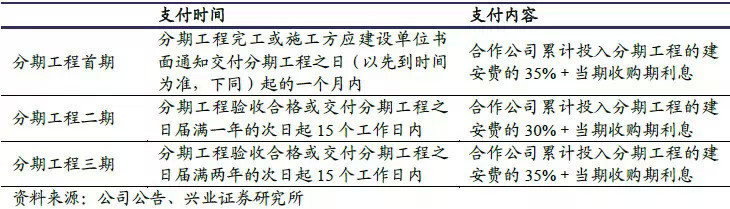 支付时间 支付内容
分期工程首期
分期工程完工或施工方应建设单位书
面通知交付分期工程之日（以先到时间
为准，下同）起的一个月内
合作公司累计投入分期工程的建
安费的 35%+当期收购期利息
分期工程二期
分期工程验收合格或交付分期工程之
日届满一年的次日起 15 个工作日内
合作公司累计投入分期工程的建
安费的 30%+当期收购期利息
分期工程三期
分期工程验收合格或交付分期工程之
日届满两年的次日起 15 个工作日内
合作公司累计投入分期工程的建
安费的 35%+当期收购期利息
资料来源：公司公告、兴业证券研究所